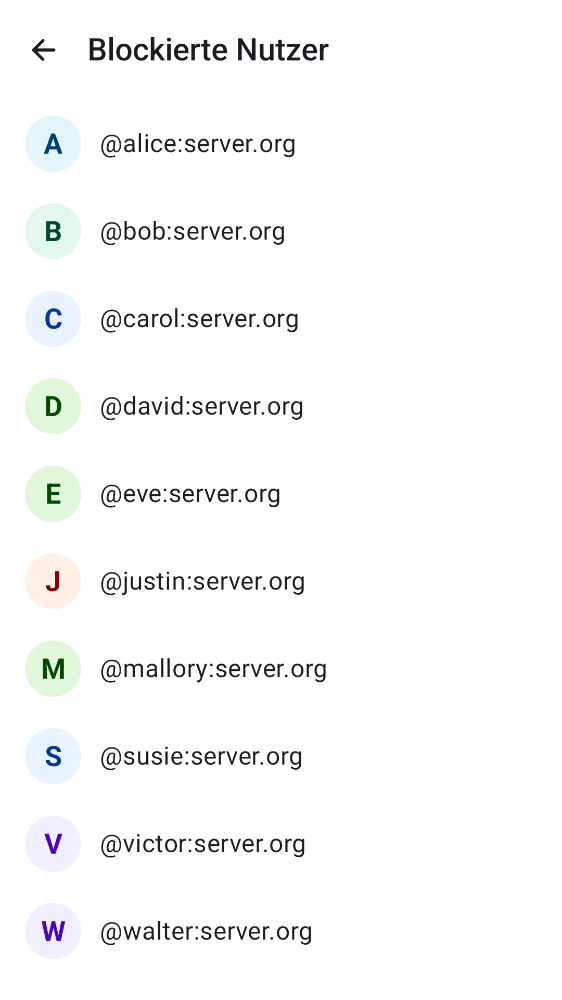 Blockierte Nutzer
A @alice:server.org
B @bob:server.org
C @carol:server.org
D @david:server.org
E @eve:server.org
J @justin:server.org
M @mallory:server.org
S @susie:server.org
V @victor:server.org
W @walter:server.org